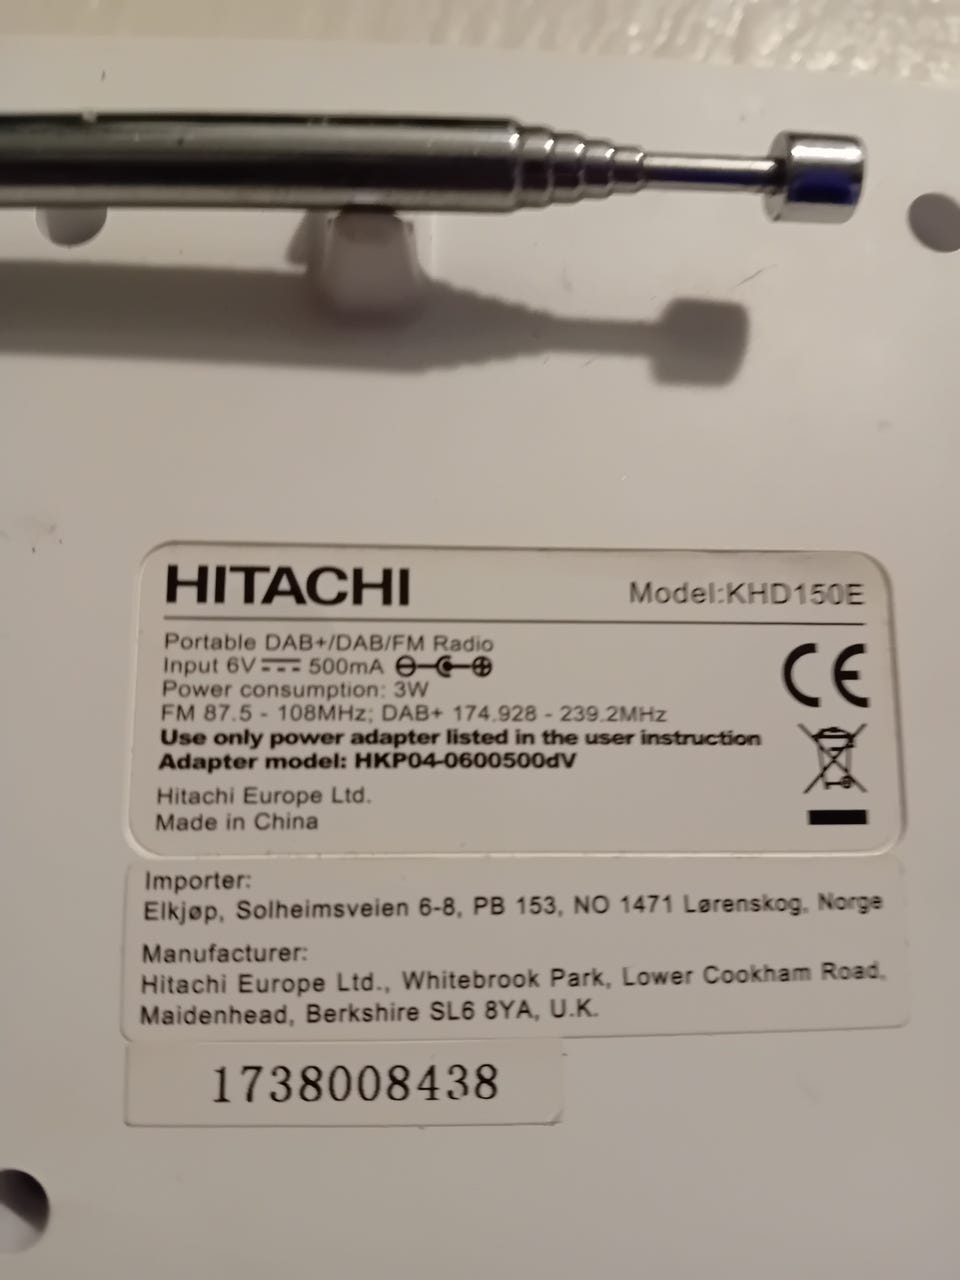 HITACHI Model:KHD150E
Portable DAB+/DAB/FM Radio
Input 6V 500mA
Power consumption: 3W
FM 87.5 - 108MHz; DAB+ 174.928 - 239.2MHz
Use only power adapter listed in the user instruction
Adapter model: HKP04-0600500dV
Hitachi Europe Ltd.
Made in China
CE
Importer:
Elkjøp, Solheimsveien 6-8, PB 153, NO 1471 Lørenskog, Norge
Manufacturer:
Hitachi Europe Ltd., Whitebrook Park, Lower Cookham Road,
Maidenhead, Berkshire SL6 8YA, U.K.
1738008438